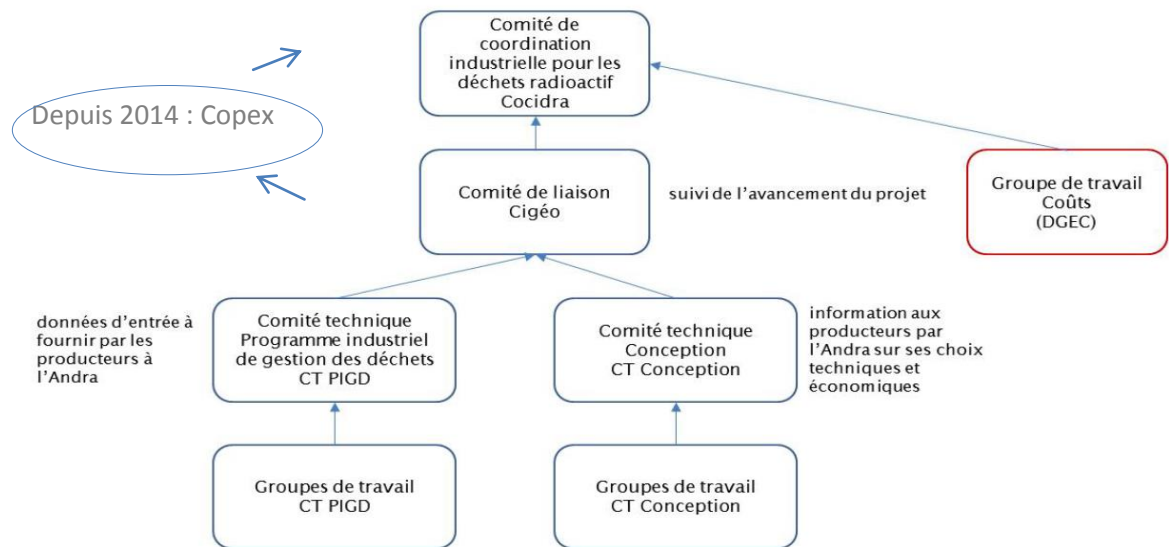 Comité de
coordination
industrielle pour les
déchets radioactif
Cocidra
Depuis 2014 : Copex
Comité de liaison
Cigéo
suivi de l'avancement du projet
Groupe de travail
Coûts
(DGEC)
données d'entrée à
fournir par les
producteurs à
l'Andra
Comité technique
Programme industriel
de gestion des déchets
CT PIGD
Comité technique
Conception
CT Conception
information aux
producteurs par
l'Andra sur ses choix
techniques et
économiques
Groupes de travail
CT PIGD
Groupes de travail
CT Conception